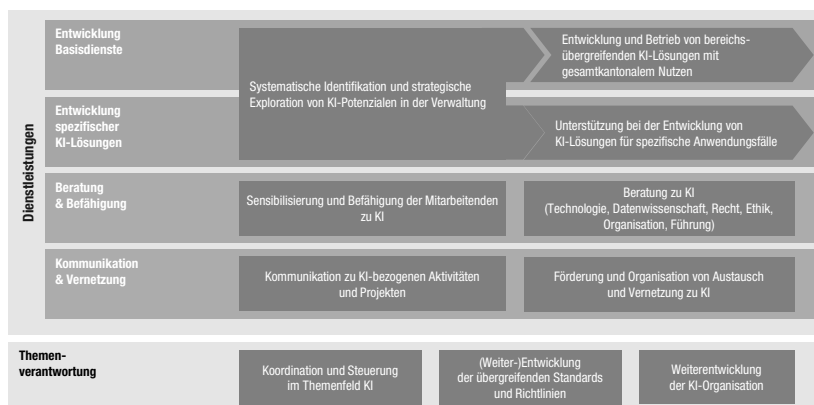 Dienstleistungen
Entwicklung
Basisdienste
Systematische Identifikation und strategische
Exploration von KI-Potenzialen in der Verwaltung
Entwicklung und Betrieb von bereichs-
übergreifenden KI-Lösungen mit
gesamtkantonalem Nutzen
Entwicklung
spezifischer
KI-Lösungen
Unterstützung bei der Entwicklung von
KI-Lösungen für spezifische Anwendungsfälle
Beratung
& Befähigung
Sensibilisierung und Befähigung der Mitarbeitenden
zu KI
Beratung zu KI
(Technologie, Datenwissenschaft, Recht, Ethik,
Organisation, Führung)
Kommunikation
& Vernetzung
Kommunikation zu KI-bezogenen Aktivitäten
und Projekten
Förderung und Organisation von Austausch
und Vernetzung zu KI
Themen-
verantwortung
Koordination und Steuerung
im Themenfeld KI
(Weiter-)Entwicklung
der übergreifenden Standards
und Richtlinien
Weiterentwicklung
der KI-Organisation